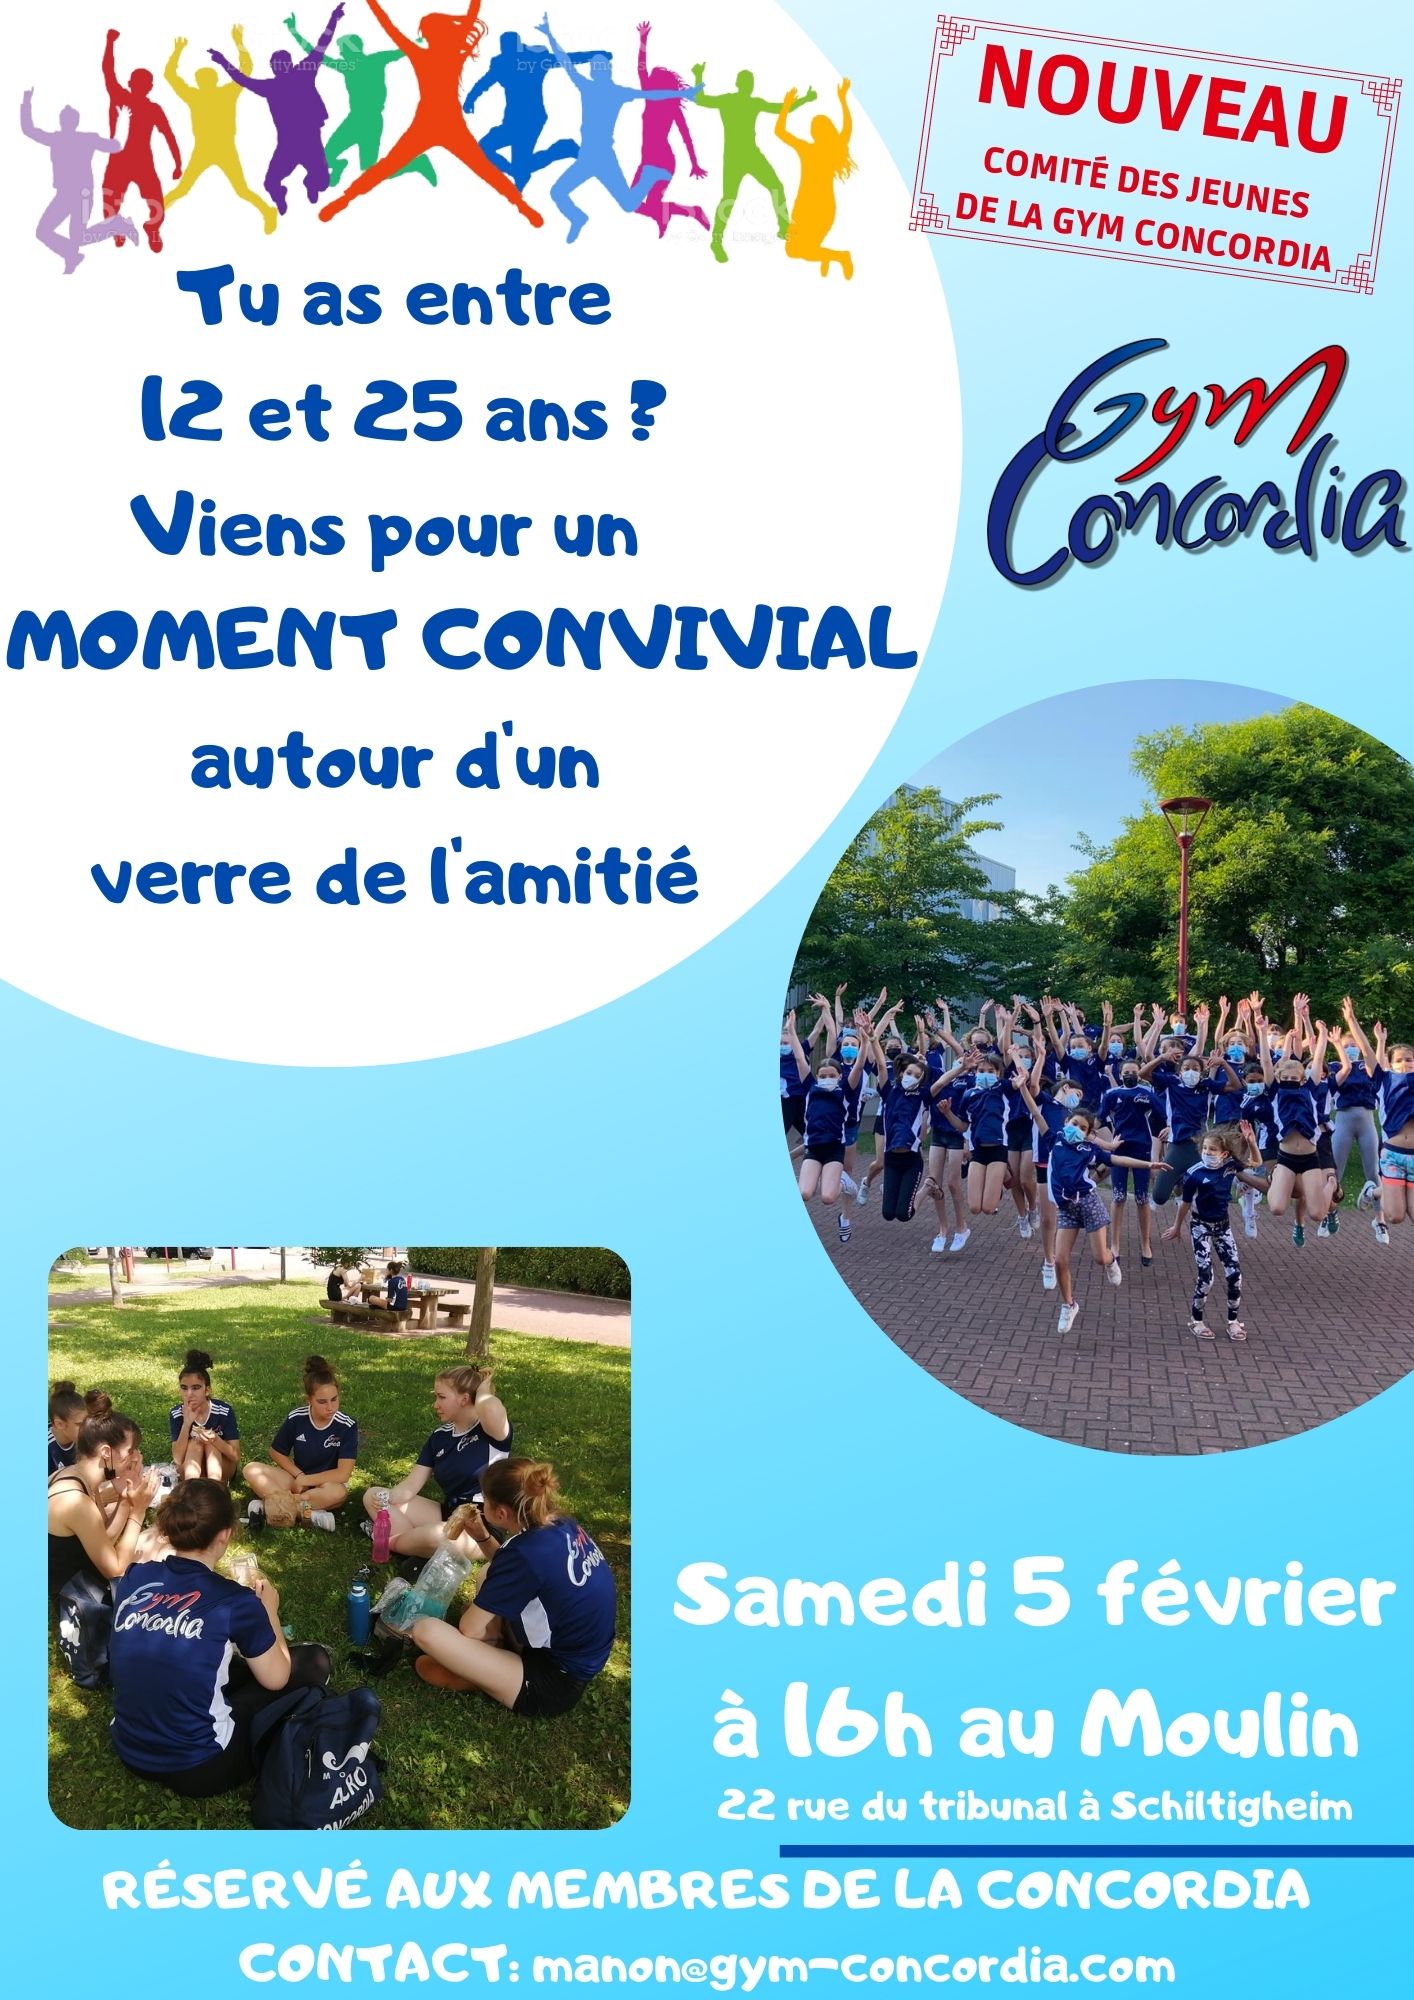 NOUVEAU
COMITÉ DES JEUNES
DE LA GYM CONCORDIA
Gym
Concordia
Tu as entre
12 et 25 ans ?
Viens pour un
MOMENT CONVIVIAL
autour d'un
verre de l'amitié
Gym
Concordia
Samedi 5 février
à 16h au Moulin
22 rue du tribunal à Schiltigheim
RÉSERVÉ AUX MEMBRES DE LA CONCORDIA
CONTACT: manon@gym-concordia.com